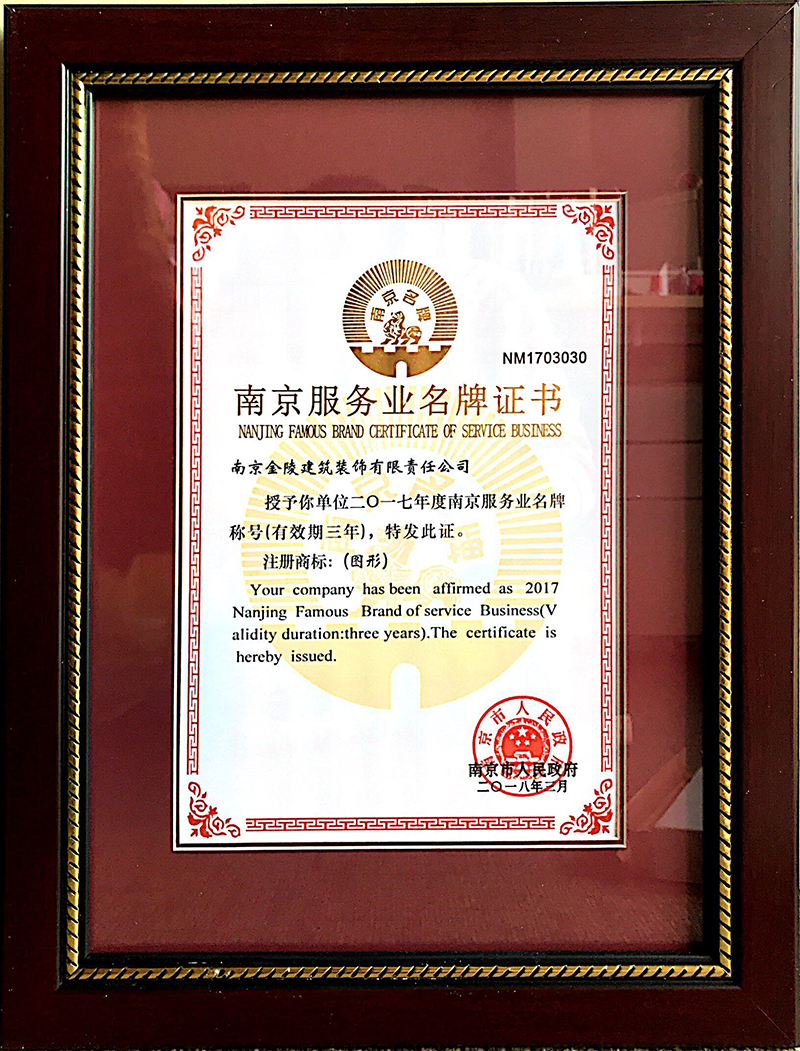 南京名牌
NM1703030
南京服务业名牌证书
NANJING FAMOUS BRAND CERTIFICATE OF SERVICE BUSINESS
南京金陵建筑装饰有限责任公司
授予你单位二〇一七年度南京服务业名牌
称号(有效期三年)，特发此证。
注册商标：(图形)
Your company has been affirmed as 2017
Nanjing Famous Brand of service Business(V
alidity duration:three years).The certificate is
hereby issued.
南京市人民政府
南京市人民政府
二〇一八年二月